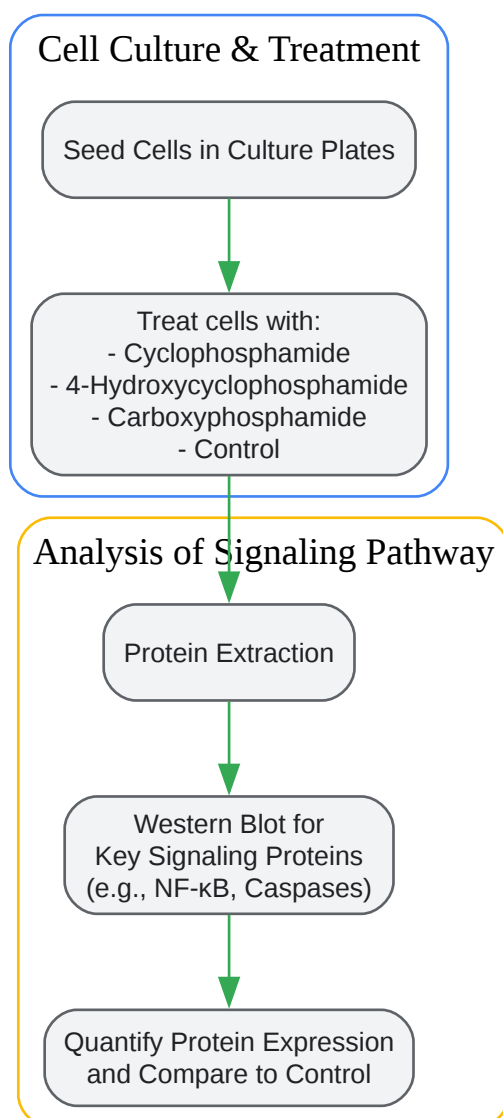 Cell Culture & Treatment
Seed Cells in Culture Plates
Treat cells with:
- Cyclophosphamide
- 4-Hydroxycyclophosphamide
- Carboxyphosphamide
- Control
Analysis of Signaling Pathway
Protein Extraction
Western Blot for
Key Signaling Proteins
(e.g., NF-κB, Caspases)
Quantify Protein Expression
and Compare to Control